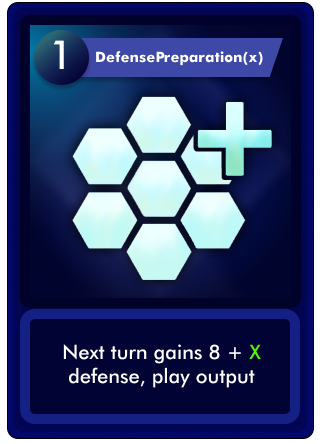 1
DefensePreparation(x)
Next turn gains 8 + X
defense, play output